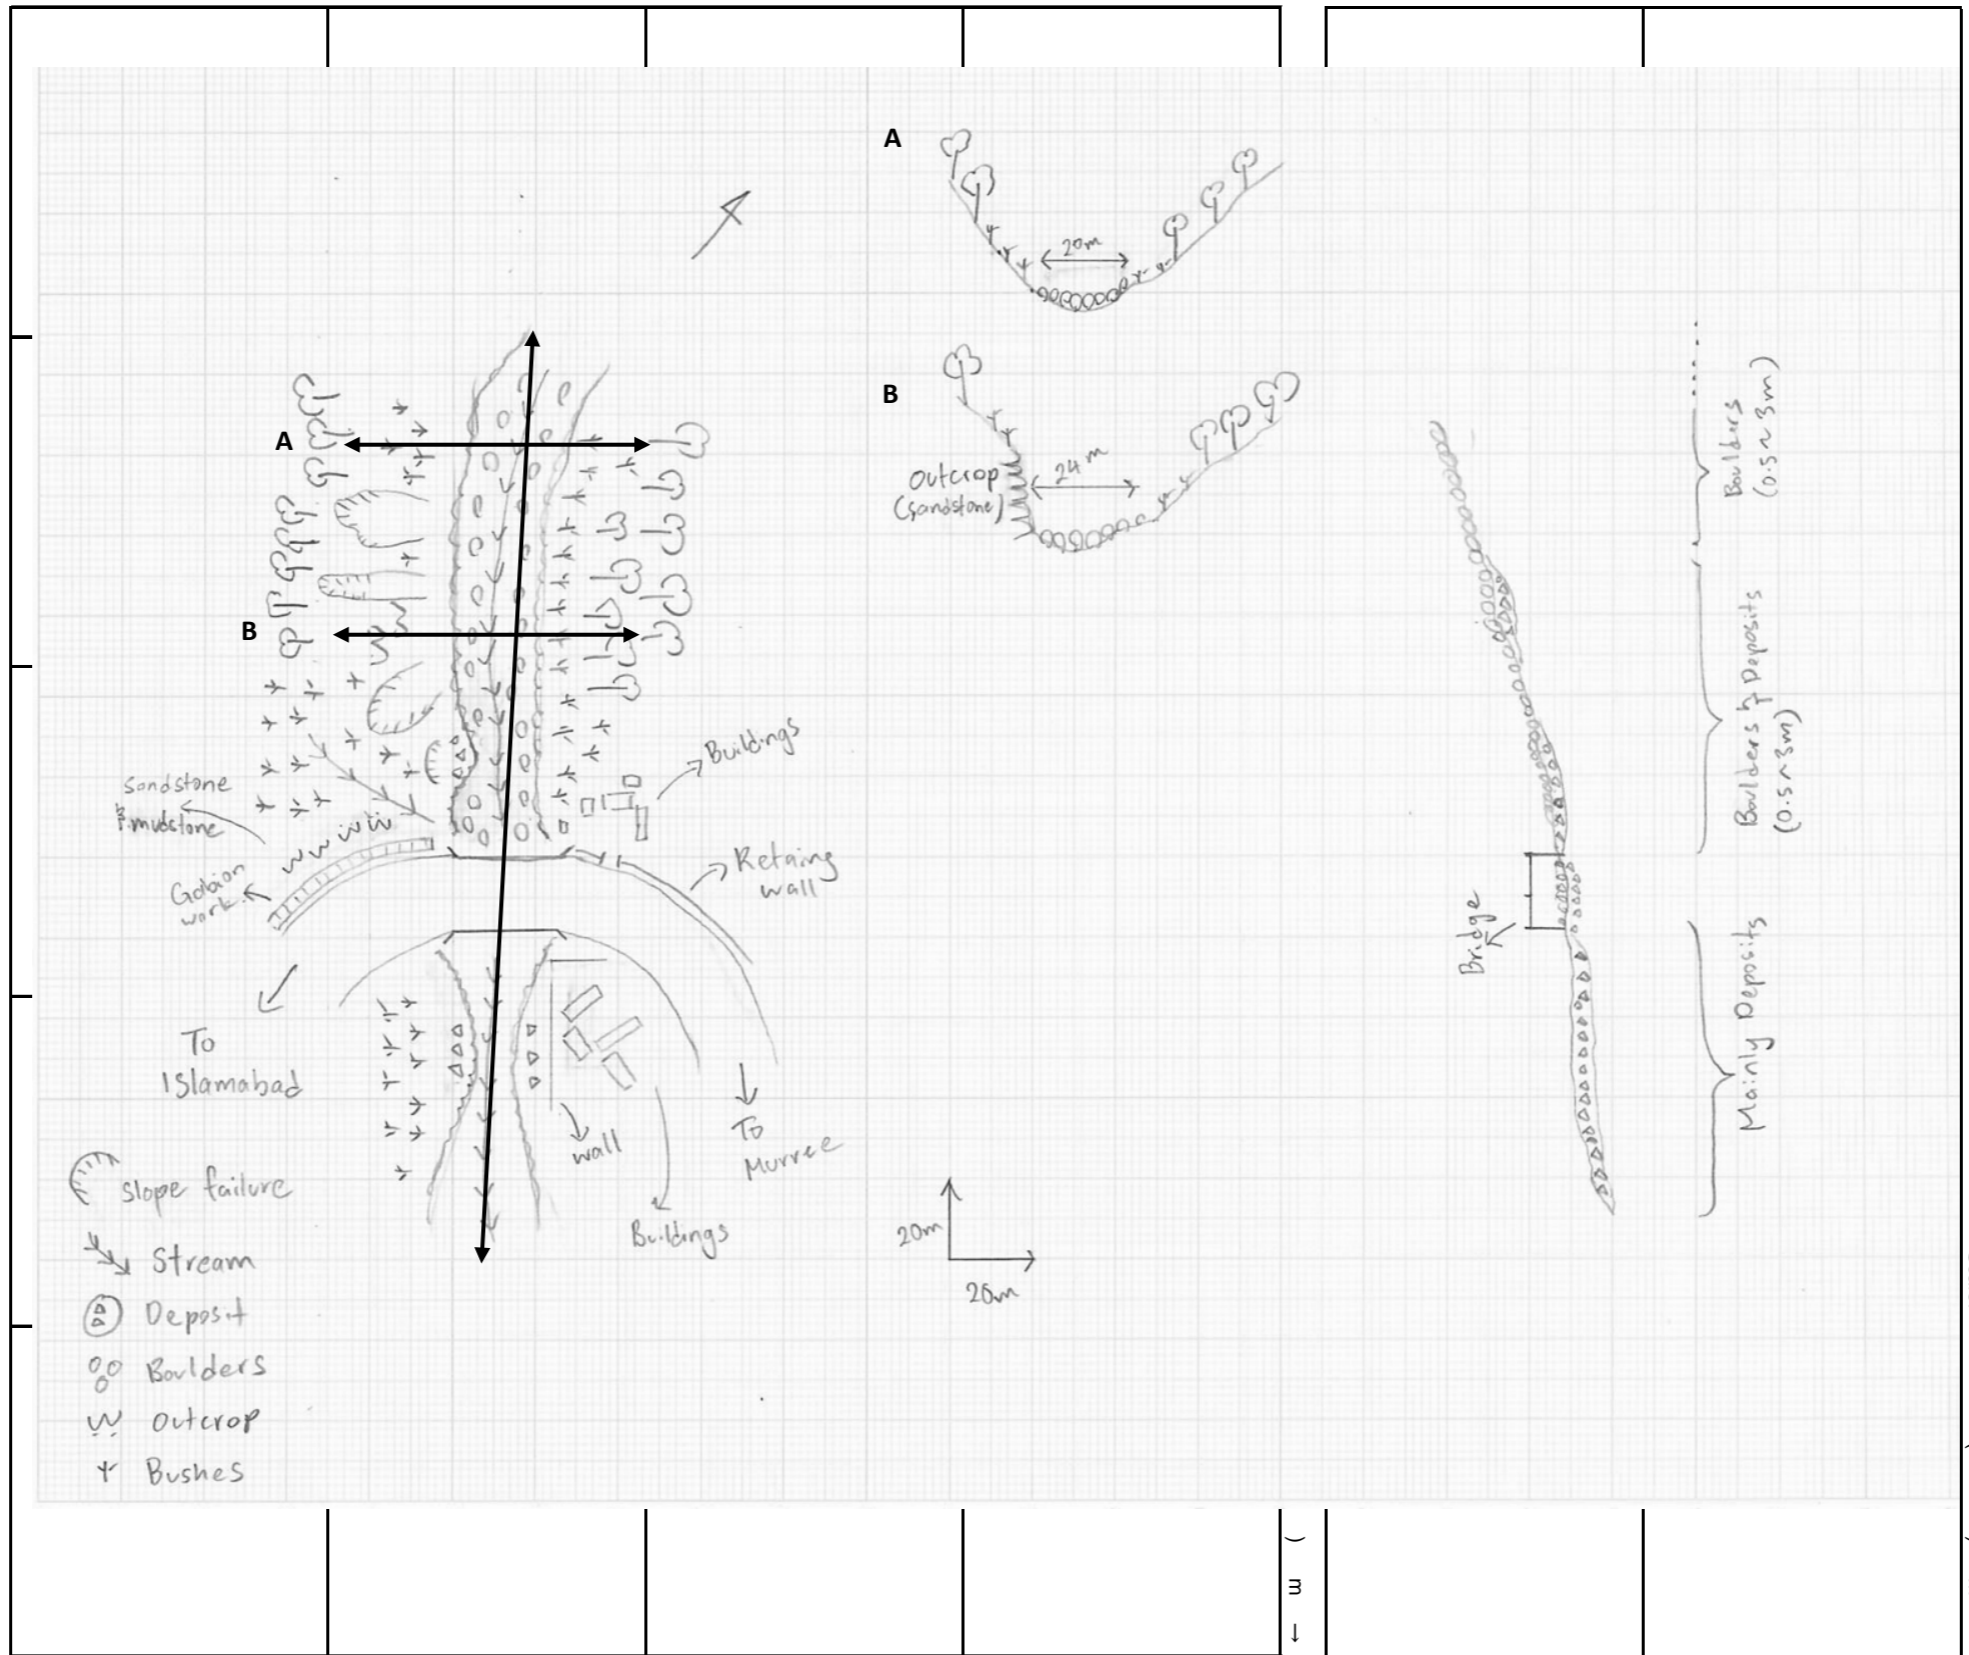 A
20m
B
Outcrop
(sandstone)
24 m
A
B
Sandstone
& mudstone
Gabion
work
Buildings
Retaing
wall
To
Islamabad
To
Murree
wall
Buildings
Slope failure
Stream
Deposit
Boulders
Outcrop
Bushes
20m
20m
Boulders
(0.5~3m)
Boulders & Deposits
(0.5~3m)
Bridge
Mainly Deposits
) m →